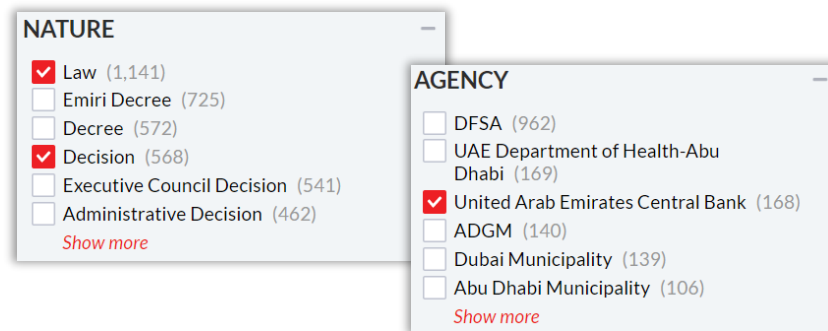 NATURE
Law (1,141)
Emiri Decree (725)
Decree (572)
Decision (568)
Executive Council Decision (541)
Administrative Decision (462)
Show more
AGENCY
DFSA (962)
UAE Department of Health-Abu
Dhabi (169)
United Arab Emirates Central Bank (168)
ADGM (140)
Dubai Municipality (139)
Abu Dhabi Municipality (106)
Show more